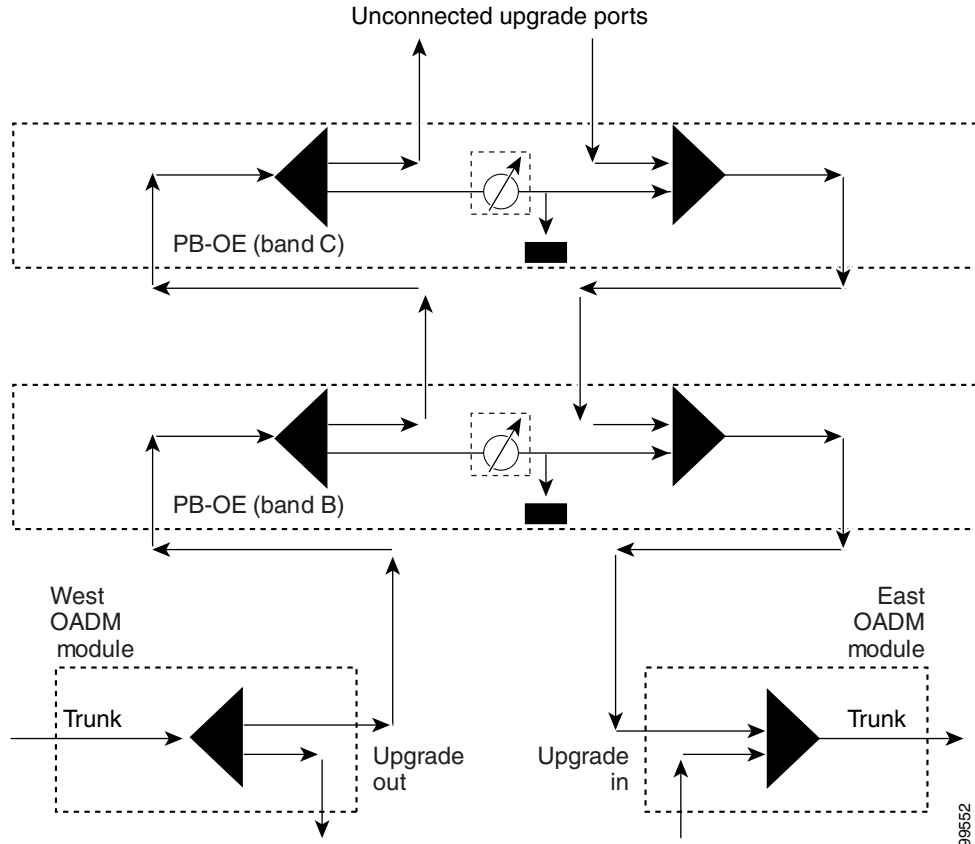 Unconnected upgrade ports
PB-OE (band C)
PB-OE (band B)
West
OADM
module
East
OADM
module
Trunk
Trunk
Upgrade
out
Upgrade
in
99552